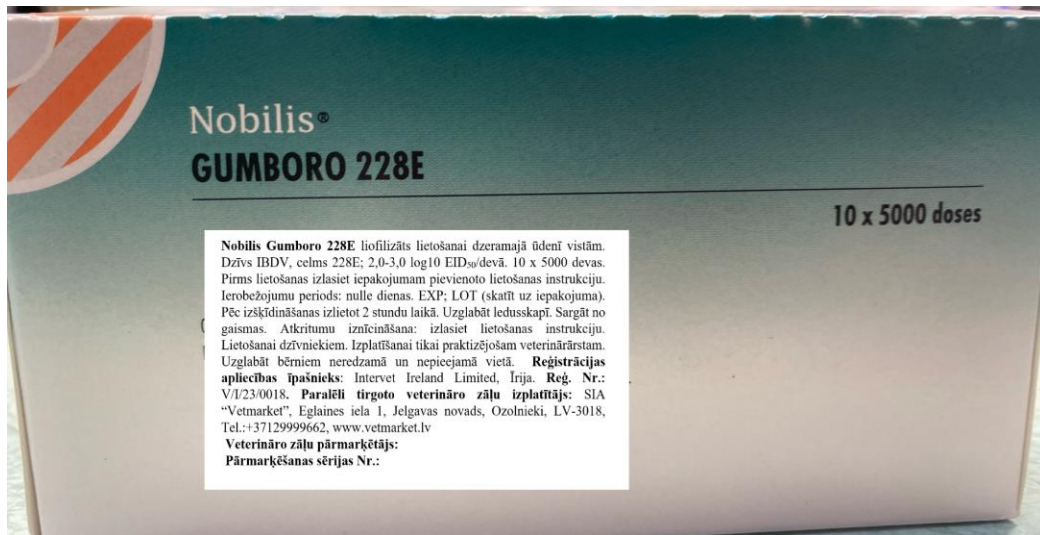 Nobilis®
GUMBORO 228E
10 x 5000 doses
Nobilis Gumboro 228E liofilizāts lietošanai dzeramajā ūdenī vistām.
Dzīvs IBDV, celms 228E; 2,0-3,0 log10 EID₅₀/devā. 10 x 5000 devas.
Pirms lietošanas izlasiet iepakojumam pievienoto lietošanas instrukciju.
Ierobežojumu periods: nulle dienas. EXP; LOT (skatīt uz iepakojuma).
Pēc izšķīdināšanas izlietot 2 stundu laikā. Uzglabāt ledusskapī. Sargāt no
gaismas. Atkritumu iznīcināšana: izlasiet lietošanas instrukciju.
Lietošanai dzīvniekiem. Izplatīšanai tikai praktizējošam veterinārārstam.
Uzglabāt bērniem neredzamā un nepieejamā vietā. Reģistrācijas
apliecības īpašnieks: Intervet Ireland Limited, Īrija. Reģ. Nr.:
V/I/23/0018. Paralēli tirgoto veterināro zāļu izplatītājs: SIA
“Vetmarket”, Eglaines iela 1, Jelgavas novads, Ozolnieki, LV-3018,
Tel.:+37129999662, www.vetmarket.lv
Veterināro zāļu pārmarķētājs:
Pārmarķēšanas sērijas Nr.: